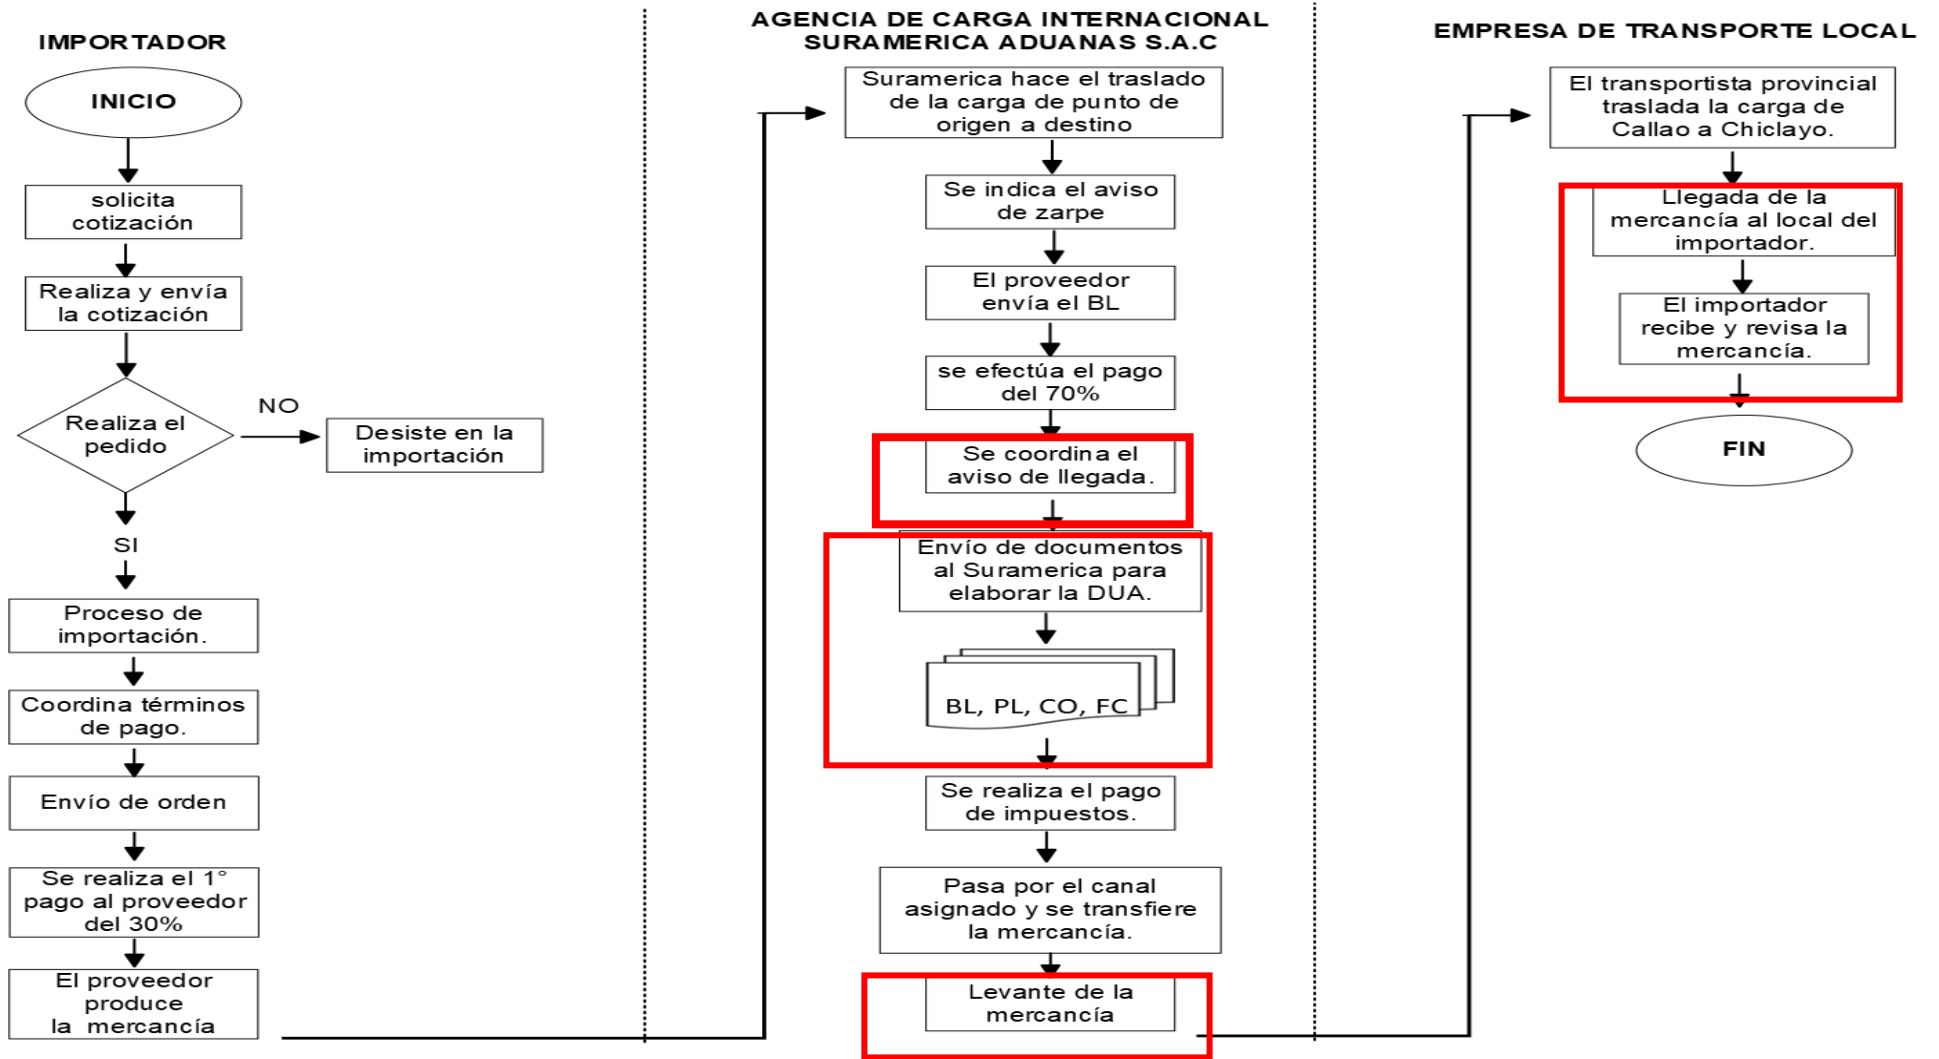 IMPORTADOR
INICIO
solicita
cotización
Realiza y envía
la cotización
Realiza el
pedido
NO
Desiste en la
importación
SI
Proceso de
importación.
Coordina términos
de pago.
Envío de orden
Se realiza el 1°
pago al proveedor
del 30%
El proveedor
produce
la mercancía
AGENCIA DE CARGA INTERNACIONAL
SURAMERICA ADUANAS S.A.C
Suramerica hace el traslado
de la carga de punto de
origen a destino
Se indica el aviso
de zarpe
El proveedor
envía el BL
se efectúa el pago
del 70%
Se coordina el
aviso de llegada.
Envío de documentos
al Suramerica para
elaborar la DUA.
BL, PL, CO, FC
Se realiza el pago
de impuestos.
Pasa por el canal
asignado y se transfiere
la mercancía.
Levante de la
mercancía
EMPRESA DE TRANSPORTE LOCAL
El transportista provincial
traslada la carga de
Callao a Chiclayo.
Llegada de la
mercancía al local del
importador.
El importador
recibe y revisa la
mercancía.
FIN